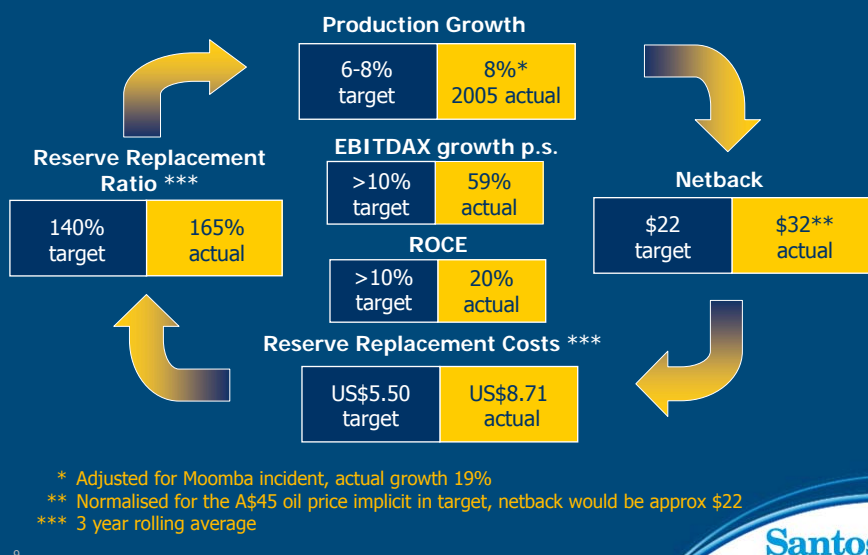 Production Growth
6-8%
target
8%*
2005 actual
EBITDAX growth p.s.
>10%
target
59%
actual
Reserve Replacement
Ratio ***
140%
target
165%
actual
Netback
$22
target
$32**
actual
ROCE
>10%
target
20%
actual
Reserve Replacement Costs ***
US$5.50
target
US$8.71
actual
* Adjusted for Moomba incident, actual growth 19%
** Normalised for the A$45 oil price implicit in target, netback would be approx $22
*** 3 year rolling average
9
Santos